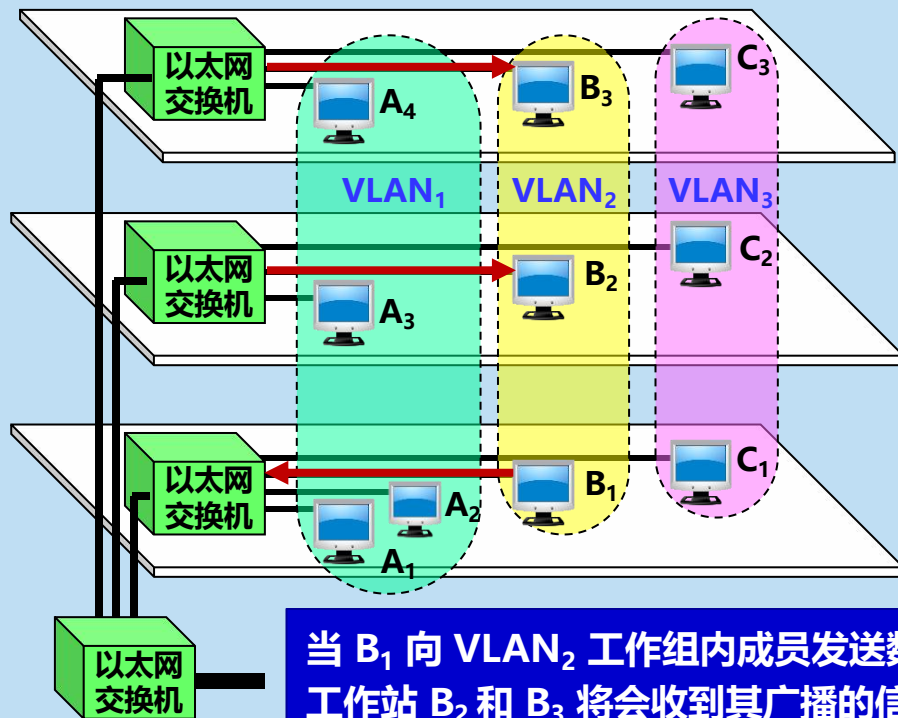 以太网
交换机
A₄
B₃
C₃
VLAN₁
VLAN₂
VLAN₃
以太网
交换机
A₃
B₂
C₂
以太网
交换机
A₂
A₁
B₁
C₁
以太网
交换机
当 B₁ 向 VLAN₂ 工作组内成员发送数
工作站 B₂ 和 B₃ 将会收到其广播的信